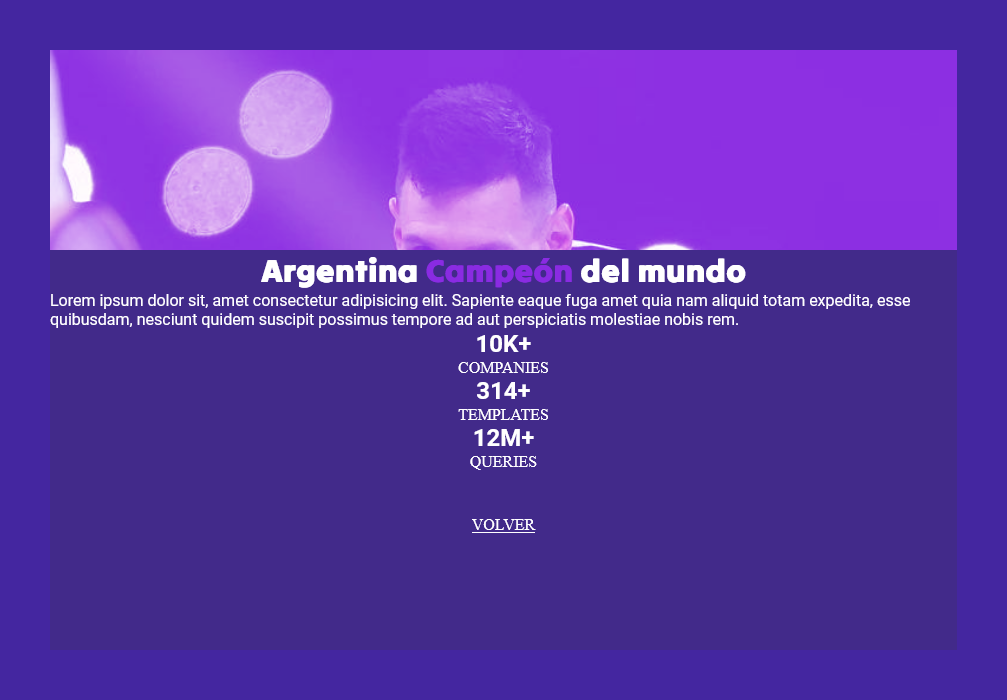 Argentina Campeón del mundo
Lorem ipsum dolor sit, amet consectetur adipisicing elit. Sapiente eaque fuga amet quia nam aliquid totam expedita, esse
quibusdam, nesciunt quidem suscipit possimus tempore ad aut perspiciatis molestiae nobis rem.
10K+
COMPANIES
314+
TEMPLATES
12M+
QUERIES
VOLVER